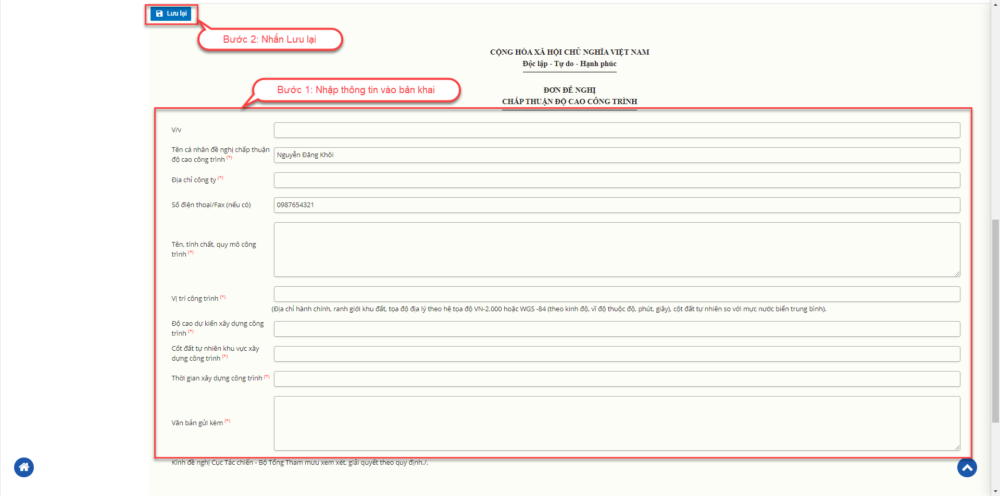 Lưu lại
Bước 2: Nhấn Lưu lại
CỘNG HÒA XÃ HỘI CHỦ NGHĨA VIỆT NAM
Độc lập - Tự do - Hạnh phúc
Bước 1: Nhập thông tin vào bản khai
ĐƠN ĐỀ NGHỊ
CHẤP THUẬN ĐỘ CAO CÔNG TRÌNH
V/v
Tên cá nhân đề nghị chấp thuận
độ cao công trình (*)
Nguyễn Đăng Khôi
Địa chỉ công ty (*)
Số điện thoại/Fax (nếu có)
0987654321
Tên, tính chất, quy mô công
trình (*)
Vị trí công trình (*)
(Địa chỉ hành chính, ranh giới khu đất, tọa độ địa lý theo hệ tọa độ VN-2.000 hoặc WGS -84 (theo kinh độ, vĩ độ thuộc độ, phút, giây), cột đất tự nhiên so với mực nước biển trung bình).
Độ cao dự kiến xây dựng công
trình (*)
Cốt đất tự nhiên khu vực xây
dựng công trình (*)
Thời gian xây dựng công trình (*)
Văn bản gửi kèm (*)
Kính đề nghị Cục Tác chiến - Bộ Tổng Tham mưu xem xét, giải quyết theo quy định./.